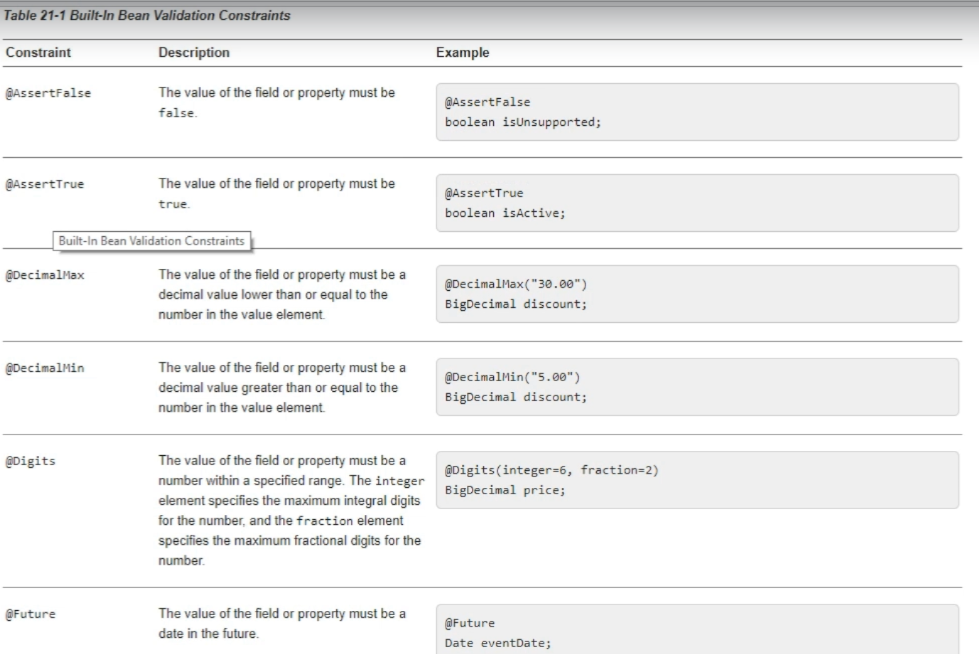 Table 21-1 Built-In Bean Validation Constraints
Constraint Description Example
@AssertFalse
The value of the field or property must be
false.
@AssertFalse
boolean isUnsupported;
@AssertTrue
The value of the field or property must be
true.
@AssertTrue
boolean isActive;
Built-In Bean Validation Constraints
@DecimalMax
The value of the field or property must be a
decimal value lower than or equal to the
number in the value element.
@DecimalMax("30.00")
BigDecimal discount;
@DecimalMin
The value of the field or property must be a
decimal value greater than or equal to the
number in the value element.
@DecimalMin("5.00")
BigDecimal discount;
@Digits
The value of the field or property must be a
number within a specified range. The integer
element specifies the maximum integral digits
for the number, and the fraction element
specifies the maximum fractional digits for the
number.
@Digits(integer=6, fraction=2)
BigDecimal price;
@Future
The value of the field or property must be a
date in the future.
@Future
Date eventDate;